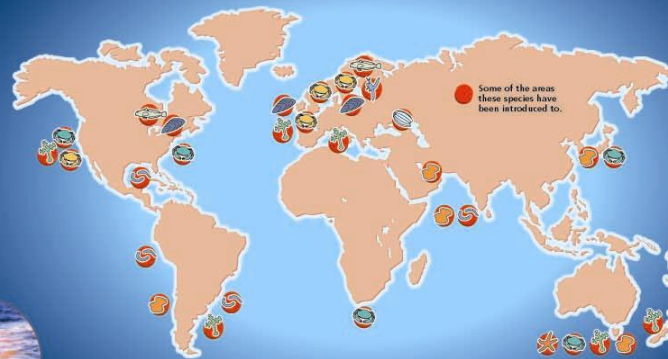 Some of the areas
these species have
been introduced to.